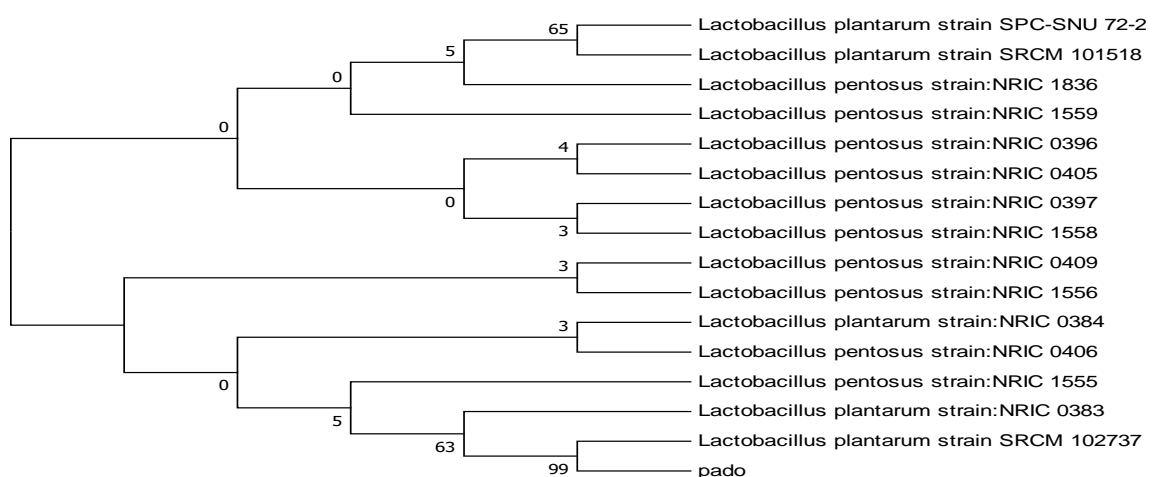 65
Lactobacillus plantarum strain SPC-SNU 72-2
5
Lactobacillus plantarum strain SRCM 101518
0
Lactobacillus pentosus strain:NRIC 1836
Lactobacillus pentosus strain:NRIC 1559
0
4
Lactobacillus pentosus strain:NRIC 0396
Lactobacillus pentosus strain:NRIC 0405
0
Lactobacillus pentosus strain:NRIC 0397
3
Lactobacillus pentosus strain:NRIC 1558
3
Lactobacillus pentosus strain:NRIC 0409
Lactobacillus pentosus strain:NRIC 1556
3
Lactobacillus plantarum strain:NRIC 0384
Lactobacillus pentosus strain:NRIC 0406
0
Lactobacillus pentosus strain:NRIC 1555
5
Lactobacillus plantarum strain:NRIC 0383
63
Lactobacillus plantarum strain SRCM 102737
99
pado